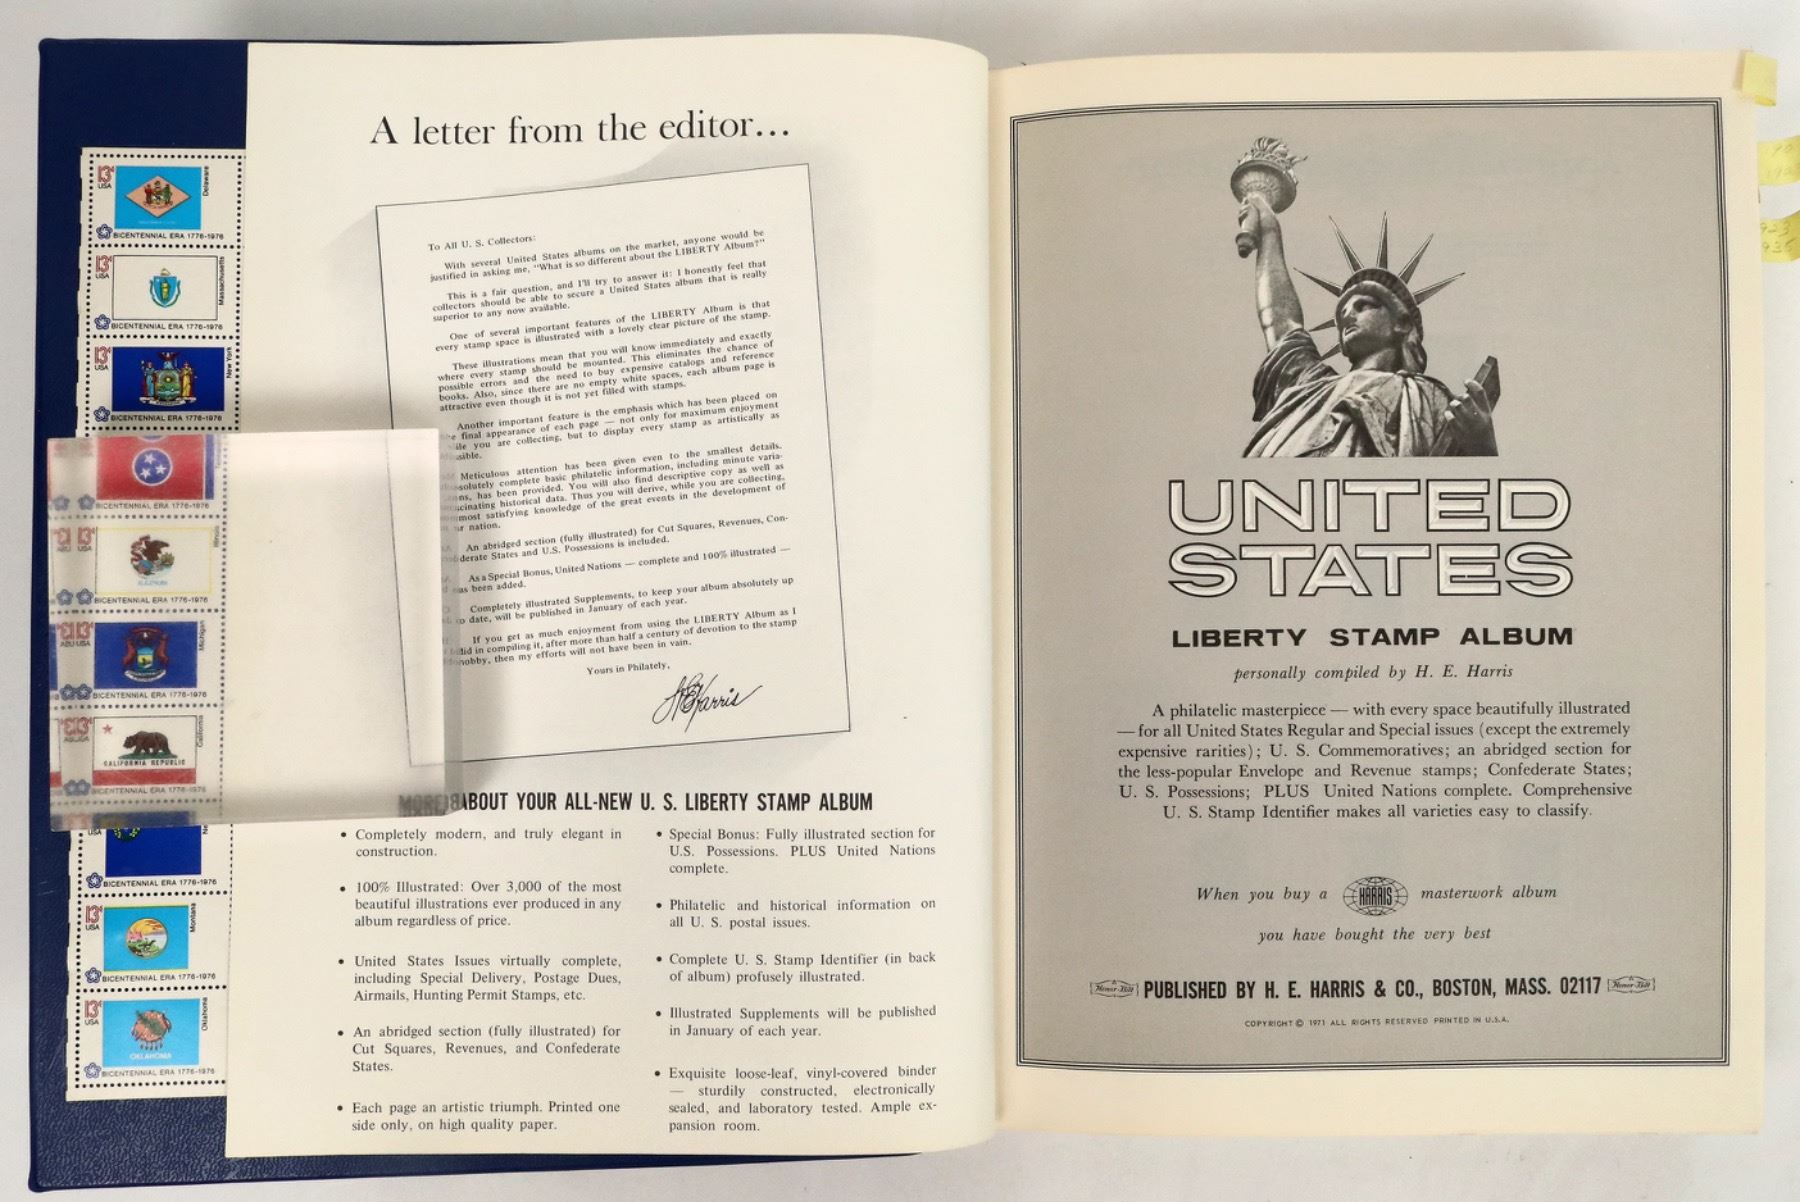 13¢
USA
Delaware
BICENTENNIAL ERA 1776-1976
13¢
USA
Massachusetts
BICENTENNIAL ERA 1776-1976
13¢
USA
New York
BICENTENNIAL ERA 1776-1976
BICENTENNIAL ERA 1776-1976
13¢
USA
Illinois
BICENTENNIAL ERA 1776-1976
13¢
USA
Michigan
BICENTENNIAL ERA 1776-1976
13¢
California
CALIFORNIA REPUBLIC
BICENTENNIAL ERA 1776-1976
BICENTENNIAL ERA 1776-1976
13¢
USA
Montana
BICENTENNIAL ERA 1776-1976
13¢
USA
Oklahoma
OKLAHOMA
BICENTENNIAL ERA 1776-1976
A letter from the editor...
To All U. S. Collectors:
With several United States albums on the market, anyone would be
justified in asking me, "What is so different about the LIBERTY Album?"
This is a fair question, and I'll try to answer it: I honestly feel that
collectors should be able to secure a United States album that is really
superior to any now available.
One of several important features of the LIBERTY Album is that
every stamp space is illustrated with a lovely clear picture of the stamp.
These illustrations mean that you will know immediately and exactly
where every stamp should be mounted. This eliminates the chance of
possible errors and the need to buy expensive catalogs and reference
books. Also, since there are no empty white spaces, each album page is
attractive even though it is not yet filled with stamps.
Another important feature is the emphasis which has been placed on
final appearance of each page — not only for maximum enjoyment
you are collecting, but to display every stamp as artistically as
Meticulous attention has been given even to the smallest details.
complete basic philatelic information, including minute varia-
has been provided. You will also find descriptive copy as well as
historical data. Thus you will derive, while you are collecting,
most satisfying knowledge of the great events in the development of
nation.
An abridged section (fully illustrated) for Cut Squares, Revenues, Con-
federate States and U.S. Possessions is included.
As a Special Bonus, United Nations — complete and 100% illustrated —
has been added.
Completely illustrated Supplements, to keep your album absolutely up
to date, will be published in January of each year.
If you get as much enjoyment from using the LIBERTY Album as I
did in compiling it, after more than half a century of devotion to the stamp
hobby, then my efforts will not have been in vain.
Yours in Philately,
H E Harris
MORE ABOUT YOUR ALL-NEW U. S. LIBERTY STAMP ALBUM
• Completely modern, and truly elegant in
construction.
• 100% Illustrated: Over 3,000 of the most
beautiful illustrations ever produced in any
album regardless of price.
• United States Issues virtually complete,
including Special Delivery, Postage Dues,
Airmails, Hunting Permit Stamps, etc.
• An abridged section (fully illustrated) for
Cut Squares, Revenues, and Confederate
States.
• Each page an artistic triumph. Printed one
side only, on high quality paper.
• Special Bonus: Fully illustrated section for
U.S. Possessions. PLUS United Nations
complete.
• Philatelic and historical information on
all U. S. postal issues.
• Complete U. S. Stamp Identifier (in back
of album) profusely illustrated.
• Illustrated Supplements will be published
in January of each year.
• Exquisite loose-leaf, vinyl-covered binder
— sturdily constructed, electronically
sealed, and laboratory tested. Ample ex-
pansion room.
UNITED
STATES
LIBERTY STAMP ALBUM
personally compiled by H. E. Harris
A philatelic masterpiece — with every space beautifully illustrated
— for all United States Regular and Special issues (except the extremely
expensive rarities); U. S. Commemoratives; an abridged section for
the less-popular Envelope and Revenue stamps; Confederate States;
U. S. Possessions; PLUS United Nations complete. Comprehensive
U. S. Stamp Identifier makes all varieties easy to classify.
When you buy a HARRIS masterwork album
you have bought the very best
Honor-Bilt PUBLISHED BY H. E. HARRIS & CO., BOSTON, MASS. 02117 Honor-Bilt
COPYRIGHT © 1971 ALL RIGHTS RESERVED PRINTED IN U.S.A.